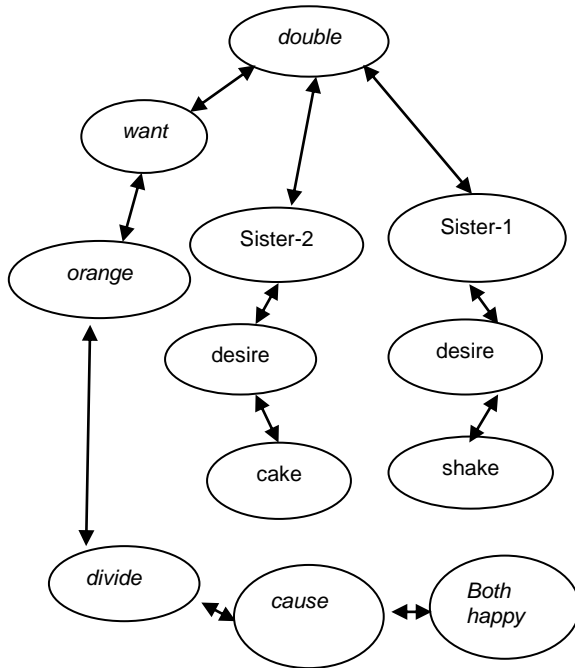 double
want
Sister-2
Sister-1
orange
desire
desire
cake
shake
divide
cause
Both
happy